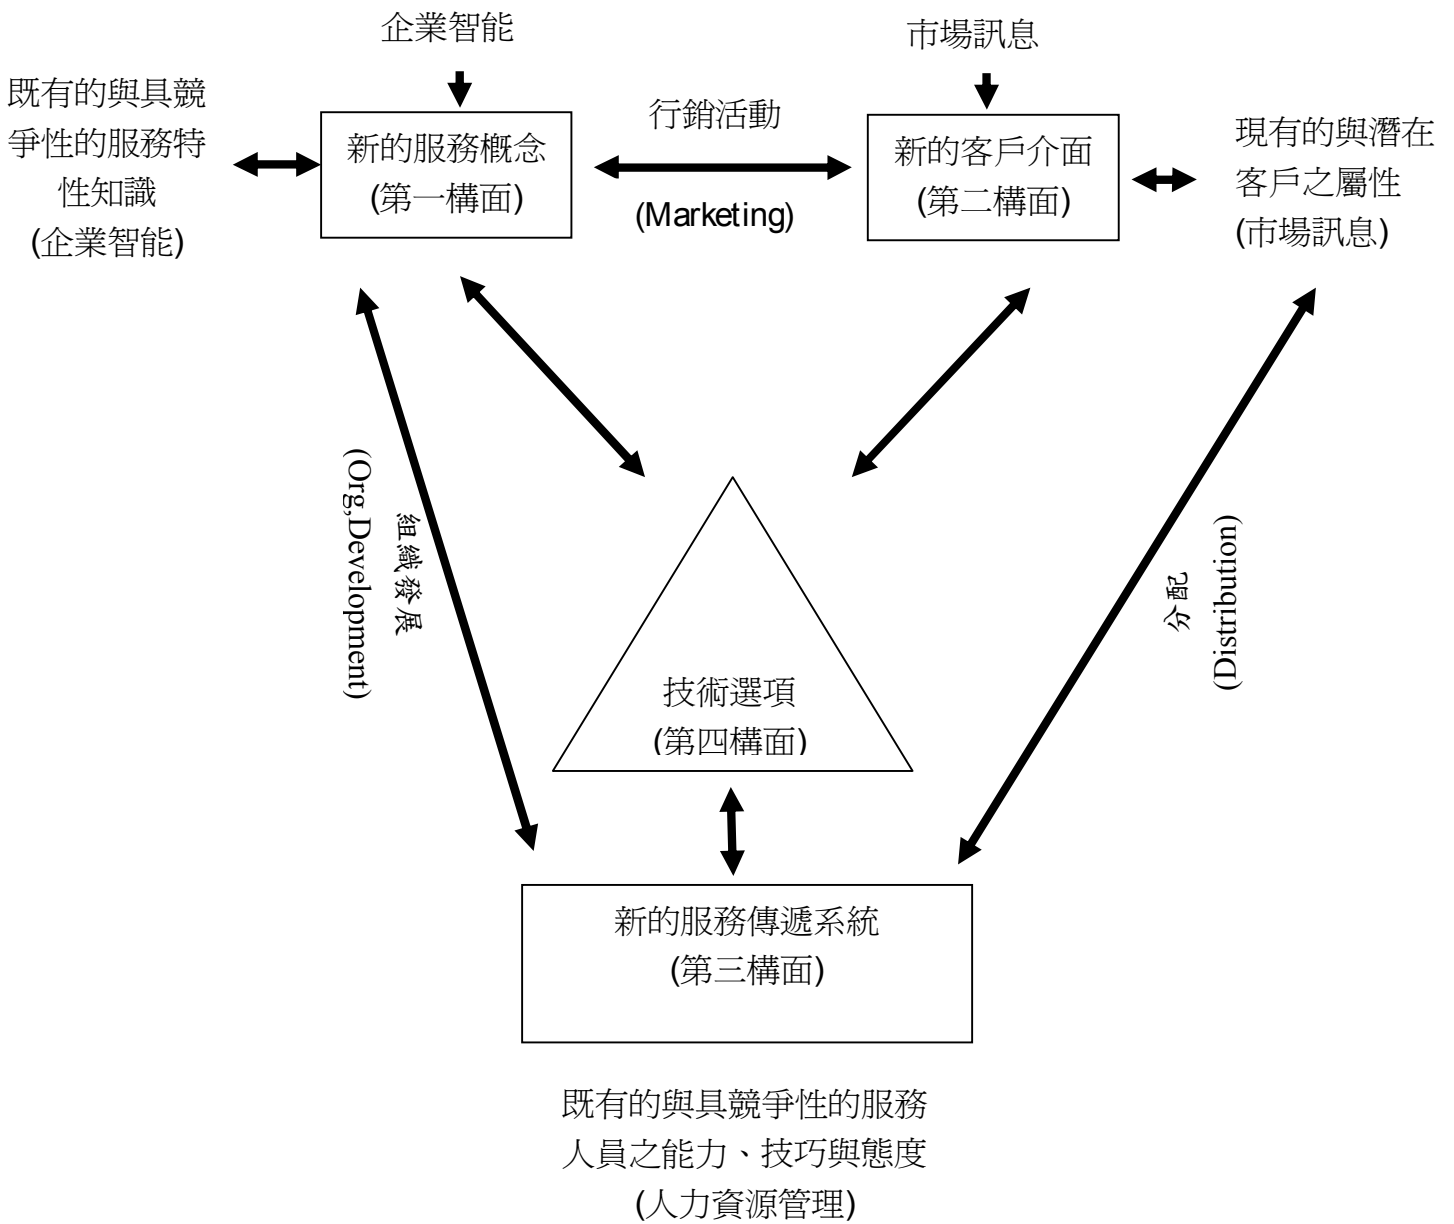 企業智能
市場訊息
既有的與具競
爭性的服務特
性知識
(企業智能)
新的服務概念
(第一構面)
行銷活動
(Marketing)
新的客戶介面
(第二構面)
現有的與潛在
客戶之屬性
(市場訊息)
組織發展
(Org,Development)
分配
(Distribution)
技術選項
(第四構面)
新的服務傳遞系統
(第三構面)
既有的與具競爭性的服務
人員之能力、技巧與態度
(人力資源管理)